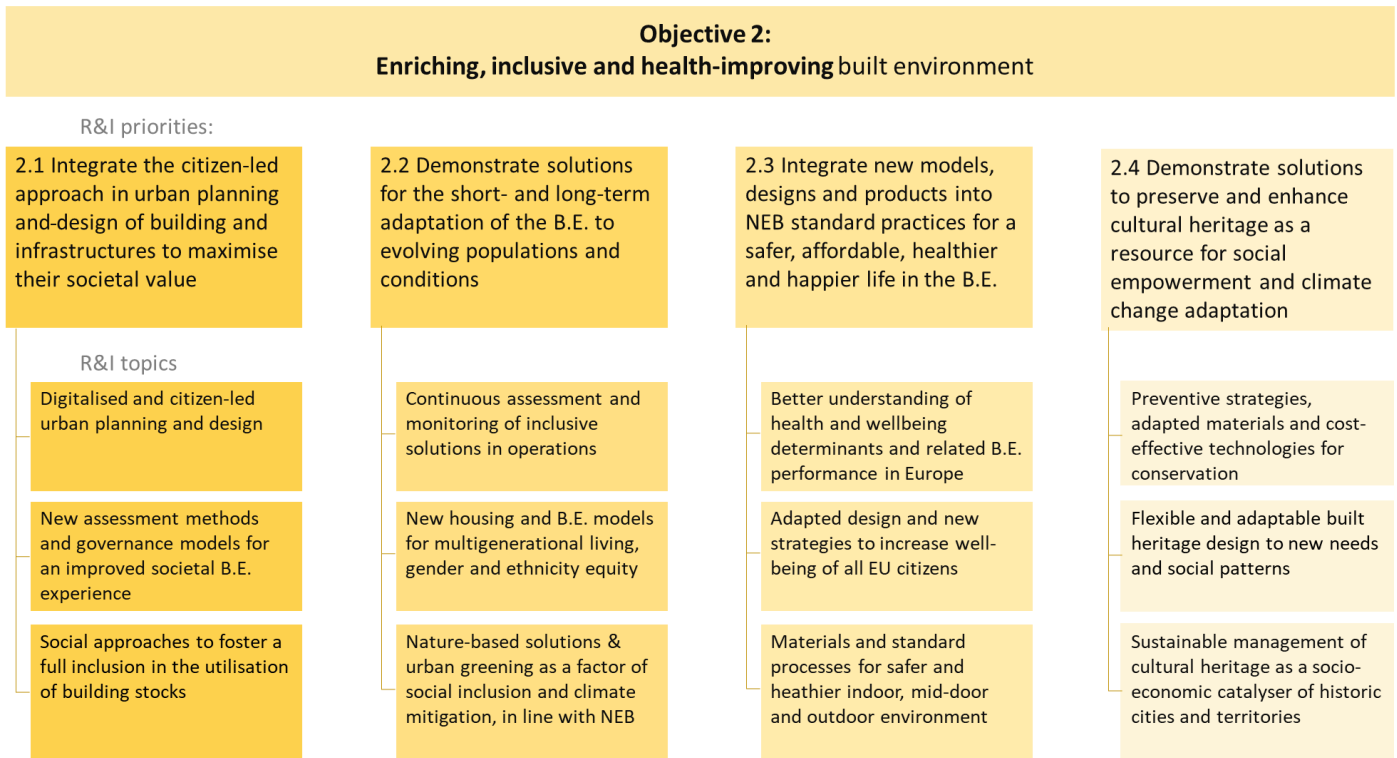 Objective 2:
Enriching, inclusive and health-improving built environment
R&I priorities:
2.1 Integrate the citizen-led
approach in urban planning
and-design of building and
infrastructures to maximise
their societal value
R&I topics
Digitalised and citizen-led
urban planning and design
New assessment methods
and governance models for
an improved societal B.E.
experience
Social approaches to foster a
full inclusion in the utilisation
of building stocks
2.2 Demonstrate solutions
for the short- and long-term
adaptation of the B.E. to
evolving populations and
conditions
Continuous assessment and
monitoring of inclusive
solutions in operations
New housing and B.E. models
for multigenerational living,
gender and ethnicity equity
Nature-based solutions &
urban greening as a factor of
social inclusion and climate
mitigation, in line with NEB
2.3 Integrate new models,
designs and products into
NEB standard practices for a
safer, affordable, healthier
and happier life in the B.E.
Better understanding of
health and wellbeing
determinants and related B.E.
performance in Europe
Adapted design and new
strategies to increase well-
being of all EU citizens
Materials and standard
processes for safer and
heathier indoor, mid-door
and outdoor environment
2.4 Demonstrate solutions
to preserve and enhance
cultural heritage as a
resource for social
empowerment and climate
change adaptation
Preventive strategies,
adapted materials and cost-
effective technologies for
conservation
Flexible and adaptable built
heritage design to new needs
and social patterns
Sustainable management of
cultural heritage as a socio-
economic catalyser of historic
cities and territories